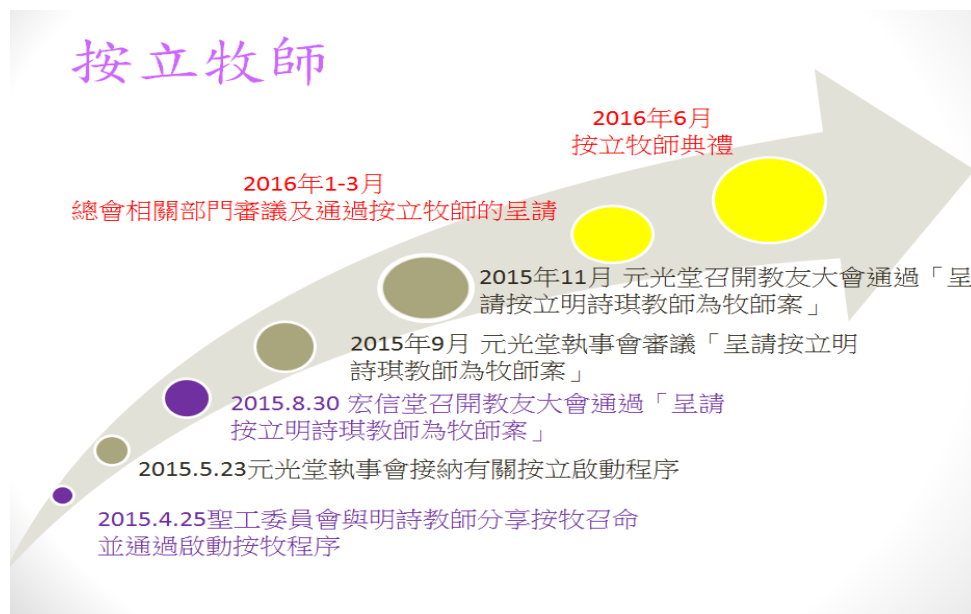 按立牧師
2016年6月
按立牧師典禮
2016年1-3月
總會相關部門審議及通過按立牧師的呈請
2015年11月 元光堂召開教友大會通過「呈
請按立明詩琪教師為牧師案」
2015年9月 元光堂執事會審議「呈請按立明
詩琪教師為牧師案」
2015.8.30 宏信堂召開教友大會通過「呈請
按立明詩琪教師為牧師案」
2015.5.23元光堂執事會接納有關按立啟動程序
2015.4.25聖工委員會與明詩教師分享按牧召命
並通過啟動按牧程序